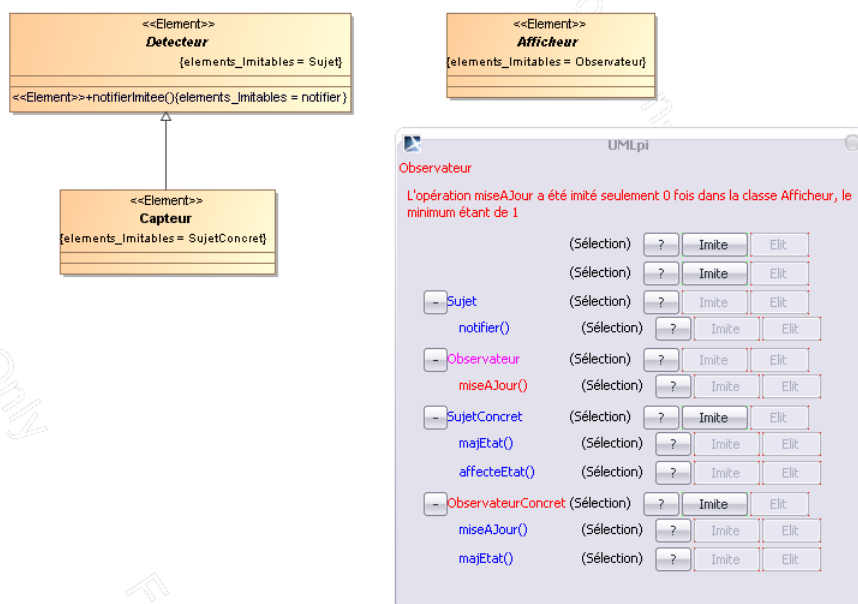 <<Element>>
Detecteur
{elements_Imitables = Sujet}
<<Element>>+notifierImitee(){elements_Imitables = notifier}
<<Element>>
Afficheur
{elements_Imitables = Observateur}
<<Element>>
Capteur
{elements_Imitables = SujetConcret}
UMLpi
Observateur
L'opération miseAJour a été imité seulement 0 fois dans la classe Afficheur, le
minimum étant de 1
(Sélection) ? Imite Elit
(Sélection) ? Imite Elit
- Sujet (Sélection) ? Imite Elit
notifier() (Sélection) ? Imite Elit
- Observateur (Sélection) ? Imite Elit
miseAJour() (Sélection) ? Imite Elit
- SujetConcret (Sélection) ? Imite Elit
majEtat() (Sélection) ? Imite Elit
affecteEtat() (Sélection) ? Imite Elit
- ObservateurConcret (Sélection) ? Imite Elit
miseAJour() (Sélection) ? Imite Elit
majEtat() (Sélection) ? Imite Elit
Only